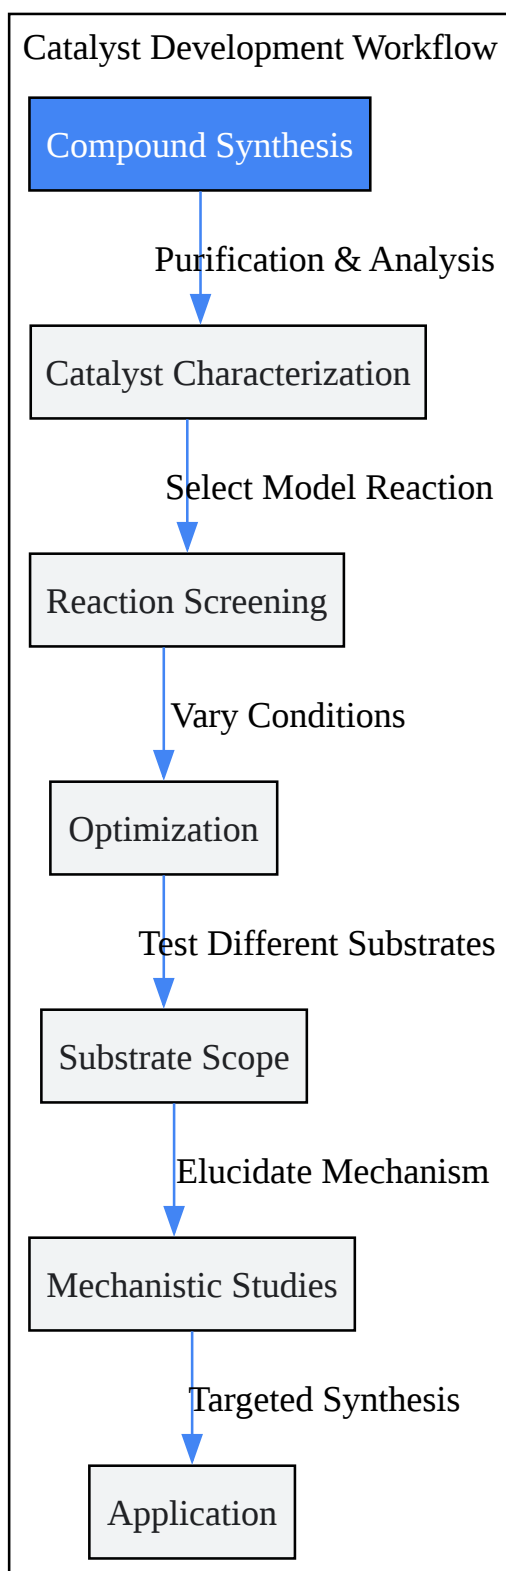 Catalyst Development Workflow
Compound Synthesis
Purification & Analysis
Catalyst Characterization
Select Model Reaction
Reaction Screening
Vary Conditions
Optimization
Test Different Substrates
Substrate Scope
Elucidate Mechanism
Mechanistic Studies
Targeted Synthesis
Application